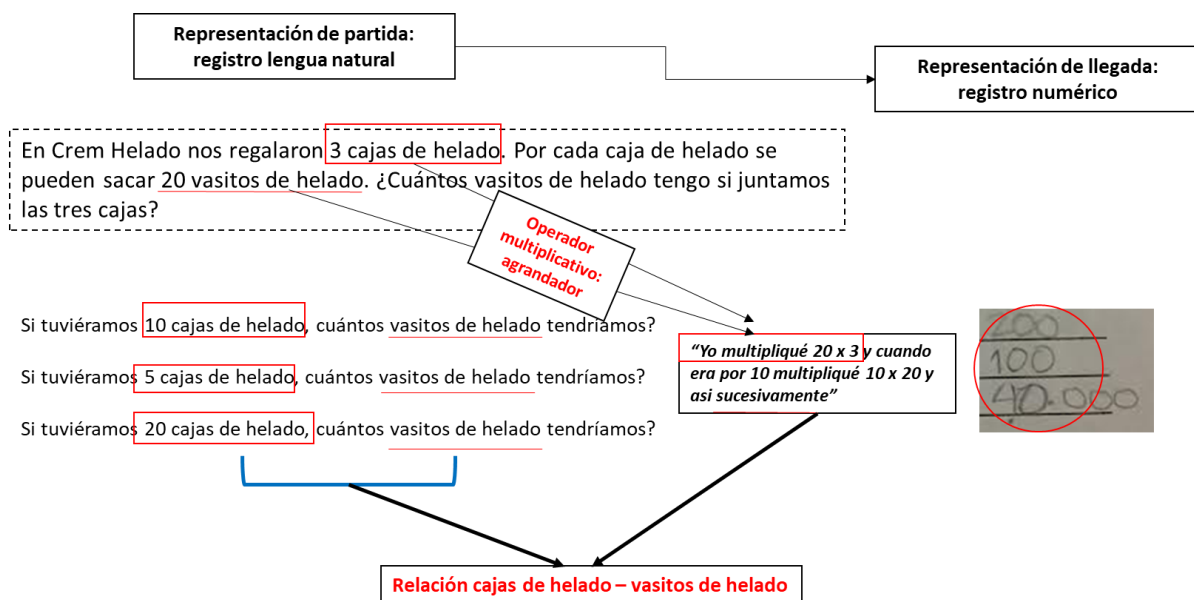 Representación de partida:
registro lengua natural
Representación de llegada:
registro numérico
En Crem Helado nos regalaron 3 cajas de helado. Por cada caja de helado se
pueden sacar 20 vasitos de helado. ¿Cuántos vasitos de helado tengo si juntamos
las tres cajas?
Operador
multiplicativo:
agrandador
Si tuviéramos 10 cajas de helado, cuántos vasitos de helado tendríamos?
Si tuviéramos 5 cajas de helado, cuántos vasitos de helado tendríamos?
Si tuviéramos 20 cajas de helado, cuántos vasitos de helado tendríamos?
“Yo multipliqué 20 x 3 y cuando
era por 10 multipliqué 10 x 20 y
asi sucesivamente”
200
100
40.000
Relación cajas de helado – vasitos de helado